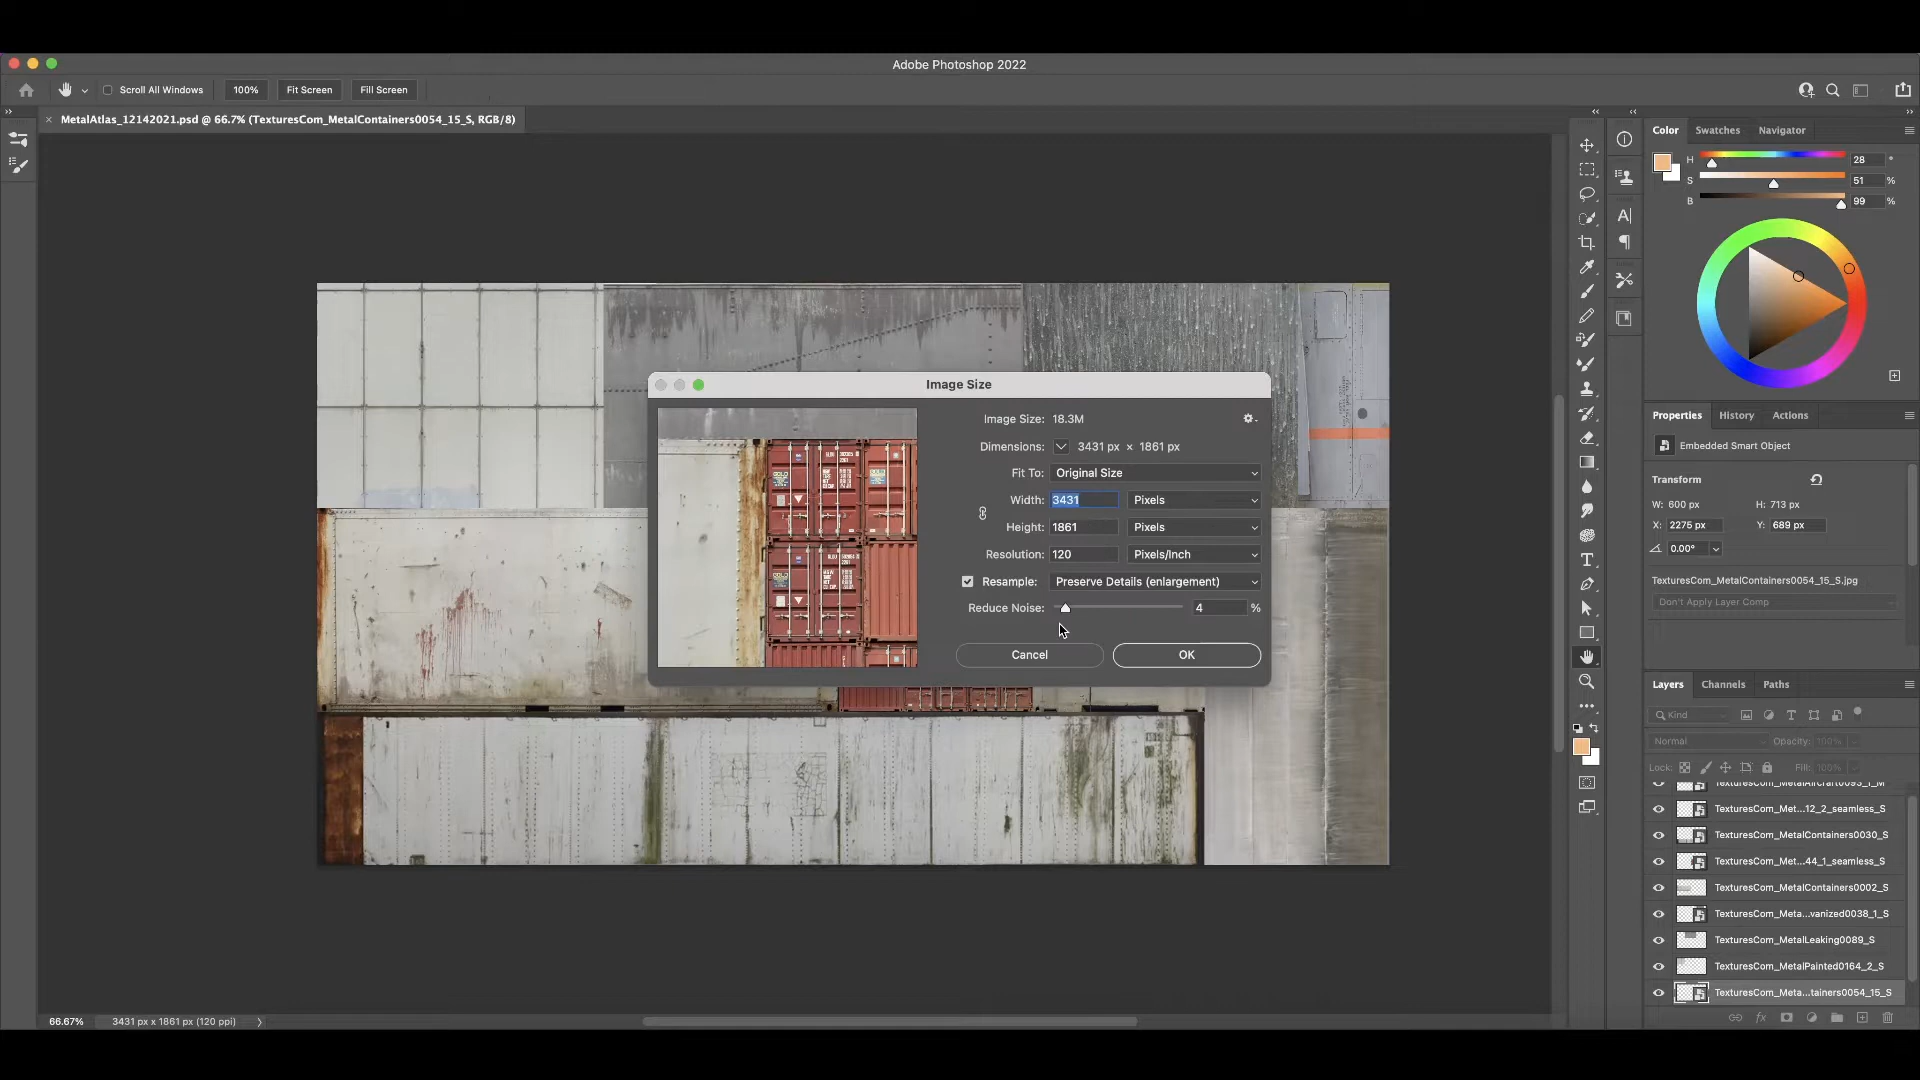 Adobe Photoshop 2022
Scroll All Windows
100%
Fit Screen
Fill Screen
MetalAtlas_12142021.psd @ 66.7% (TexturesCom_MetalContainers0054_15_S, RGB/8)
Color
Swatches
Navigator
H
28
°
S
51
%
B
99
%
Image Size
Image Size: 18.3M
Dimensions: 3431 px × 1861 px
Fit To: Original Size
Width: 3431 Pixels
Height: 1861 Pixels
Resolution: 120 Pixels/Inch
Resample: Preserve Details (enlargement)
Reduce Noise: 4 %
Cancel
OK
Properties
History
Actions
Embedded Smart Object
Transform
W: 600 px
H: 713 px
X: 2275 px
Y: 689 px
0.00°
TexturesCom_MetalContainers0054_15_S.jpg
Don't Apply Layer Comp
Layers
Channels
Paths
Kind
Normal
Opacity: 100%
Lock:
Fill: 100%
TexturesCom_MetalAircraft0093_1_M
TexturesCom_Met...12_2_seamless_S
TexturesCom_MetalContainers0030_S
TexturesCom_Met...44_1_seamless_S
TexturesCom_MetalContainers0002_S
TexturesCom_Meta...vanized0038_1_S
TexturesCom_MetalLeaking0089_S
TexturesCom_MetalPainted0164_2_S
TexturesCom_Meta...tainers0054_15_S
66.67%
3431 px x 1861 px (120 ppi)